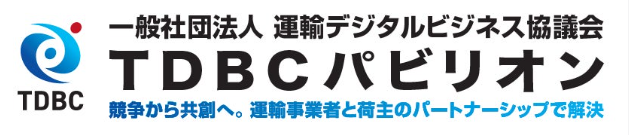 TDBC
一般社団法人 運輸デジタルビジネス協議会
TDBCパビリオン
競争から共創へ。運輸事業者と荷主のパートナーシップで解決